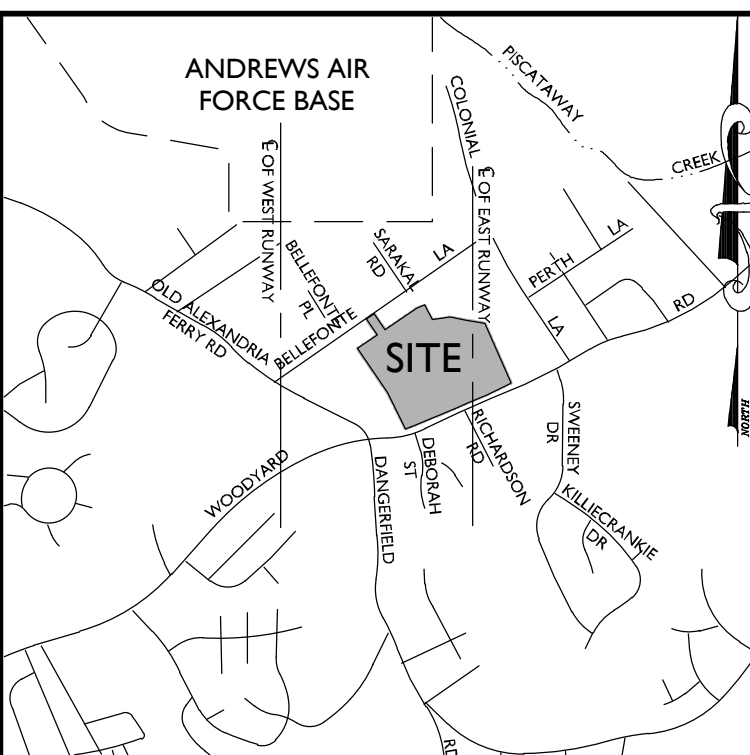 ANDREWS AIR
FORCE BASE
PISCATAWAY
CREEK
COLONIAL
LA
℄ OF WEST RUNWAY
℄ OF EAST RUNWAY
SARAKAL
RD
BELLEFONTE
PL
BELLEFONTE
LA
PERTH
LA
OLD ALEXANDRIA
FERRY RD
SITE
NORTH
WOODYARD
RD
DANGERFIELD
RD
DEBORAH
ST
RICHARDSON
RD
SWEENEY
DR
KILLIECRANKIE
DR